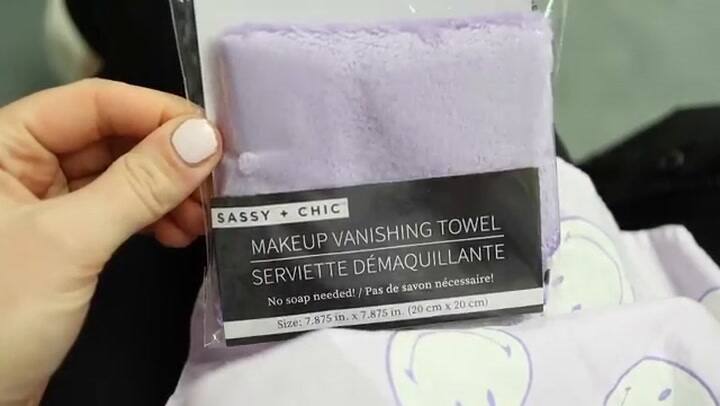 SASSY + CHIC™
MAKEUP VANISHING TOWEL
SERVIETTE DÉMAQUILLANTE
No soap needed! / Pas de savon nécessaire!
Size: 7.875 in. x 7.875 in. (20 cm x 20 cm)